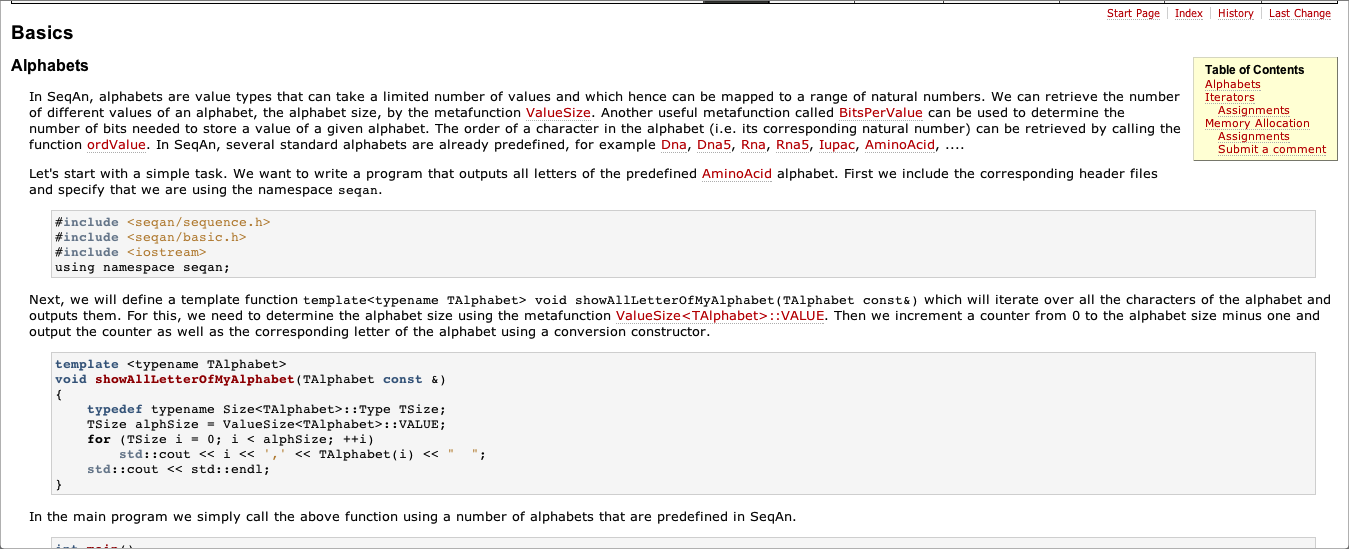 Start Page Index History Last Change
Basics
Alphabets
Table of Contents
Alphabets
Iterators
Assignments
Memory Allocation
Assignments
Submit a comment
In SeqAn, alphabets are value types that can take a limited number of values and which hence can be mapped to a range of natural numbers. We can retrieve the number
of different values of an alphabet, the alphabet size, by the metafunction ValueSize. Another useful metafunction called BitsPerValue can be used to determine the
number of bits needed to store a value of a given alphabet. The order of a character in the alphabet (i.e. its corresponding natural number) can be retrieved by calling the
function ordValue. In SeqAn, several standard alphabets are already predefined, for example Dna, Dna5, Rna, Rna5, Iupac, AminoAcid, ....
Let's start with a simple task. We want to write a program that outputs all letters of the predefined AminoAcid alphabet. First we include the corresponding header files
and specify that we are using the namespace seqan.
#include <seqan/sequence.h>
#include <seqan/basic.h>
#include <iostream>
using namespace seqan;
Next, we will define a template function template<typename TAlphabet> void showAllLetterOfMyAlphabet(TAlphabet const&) which will iterate over all the characters of the alphabet and
outputs them. For this, we need to determine the alphabet size using the metafunction ValueSize<TAlphabet>::VALUE. Then we increment a counter from 0 to the alphabet size minus one and
output the counter as well as the corresponding letter of the alphabet using a conversion constructor.
template <typename TAlphabet>
void showAllLetterOfMyAlphabet(TAlphabet const &)
{
    typedef typename Size<TAlphabet>::Type TSize;
    TSize alphSize = ValueSize<TAlphabet>::VALUE;
    for (TSize i = 0; i < alphSize; ++i)
        std::cout << i << ',' << TAlphabet(i) << "  ";
    std::cout << std::endl;
}
In the main program we simply call the above function using a number of alphabets that are predefined in SeqAn.
int main()